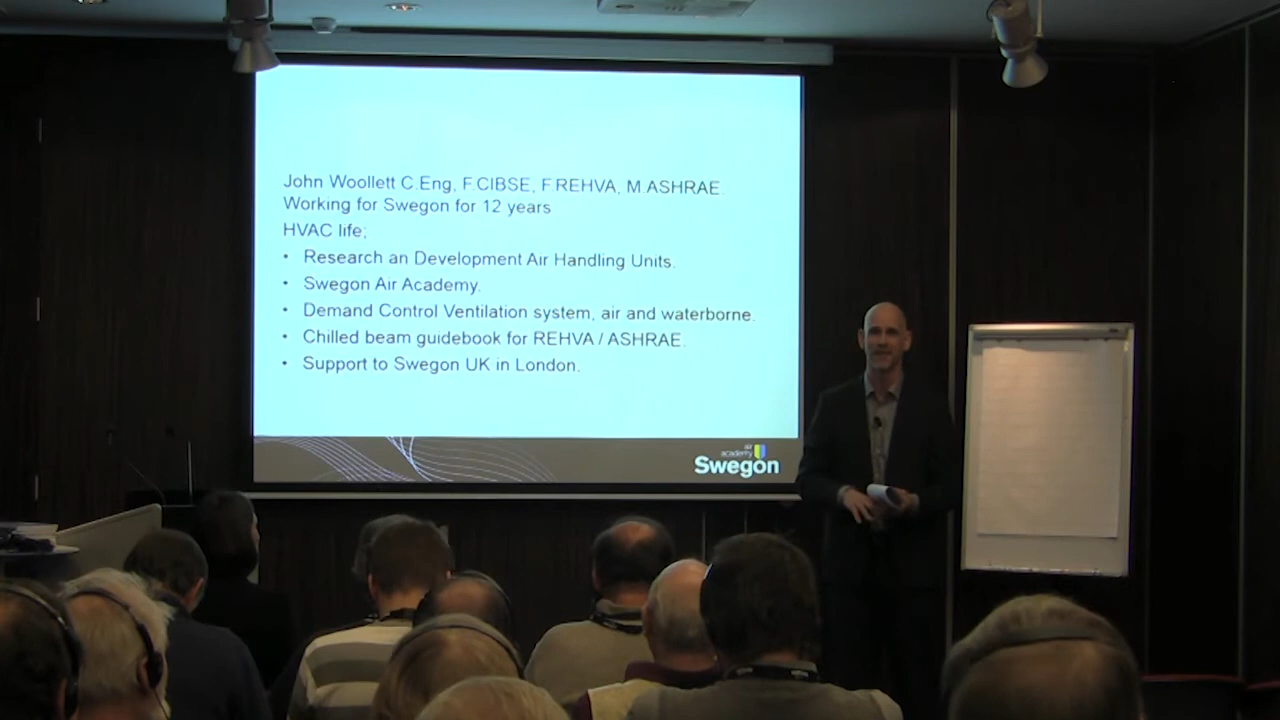 John Woollett C.Eng, F.CIBSE, F.REHVA, M.ASHRAE.
Working for Swegon for 12 years
HVAC life;
• Research an Development Air Handling Units.
• Swegon Air Academy.
• Demand Control Ventilation system, air and waterborne.
• Chilled beam guidebook for REHVA / ASHRAE.
• Support to Swegon UK in London.
air
academy
Swegon